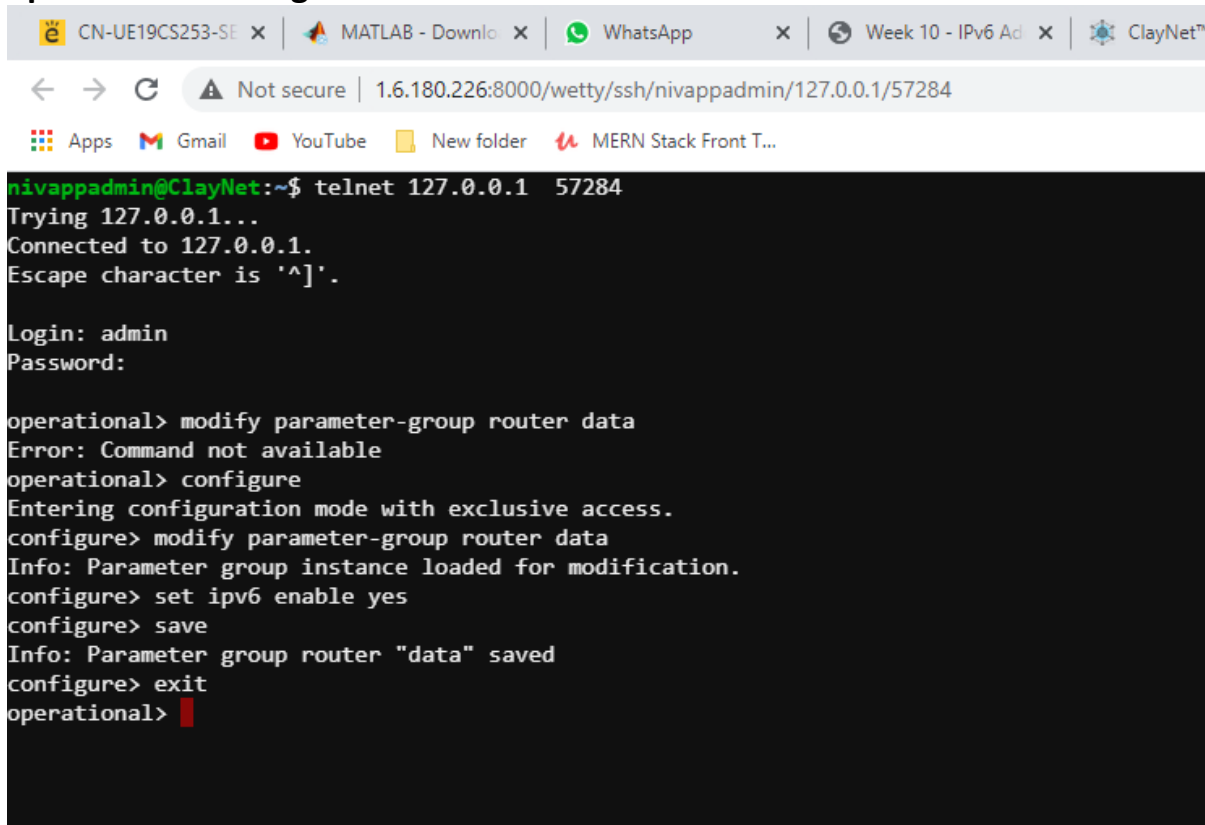 CN-UE19CS253-SE
MATLAB - Downlo
WhatsApp
Week 10 - IPv6 Ad
ClayNet™
Not secure | 1.6.180.226:8000/wetty/ssh/nivappadmin/127.0.0.1/57284
Apps
Gmail
YouTube
New folder
MERN Stack Front T...
nivappadmin@ClayNet:~$ telnet 127.0.0.1  57284
Trying 127.0.0.1...
Connected to 127.0.0.1.
Escape character is '^]'.
Login: admin
Password:
operational> modify parameter-group router data
Error: Command not available
operational> configure
Entering configuration mode with exclusive access.
configure> modify parameter-group router data
Info: Parameter group instance loaded for modification.
configure> set ipv6 enable yes
configure> save
Info: Parameter group router "data" saved
configure> exit
operational>